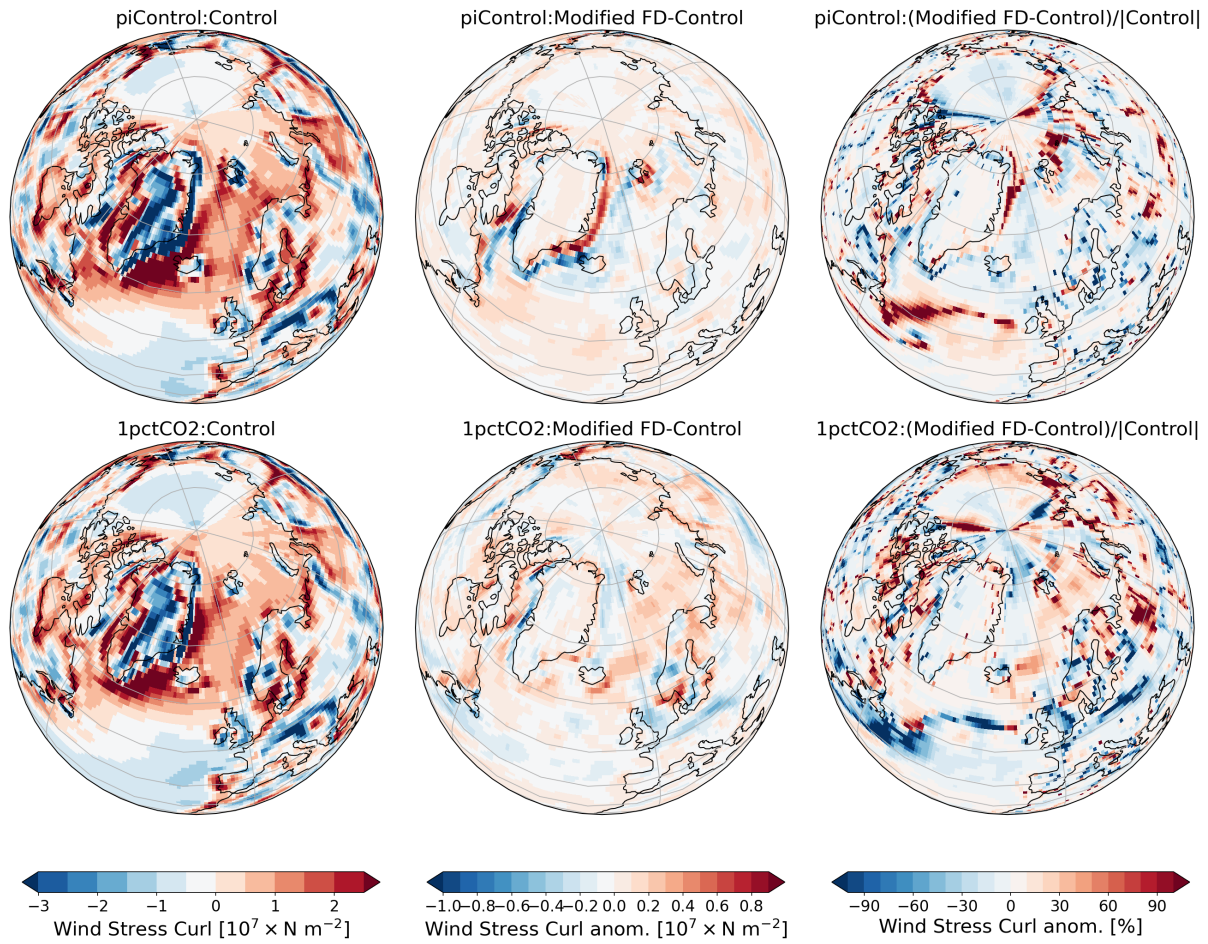 piControl:Control
piControl:Modified FD-Control
piControl:(Modified FD-Control)/|Control|
1pctCO2:Control
1pctCO2:Modified FD-Control
1pctCO2:(Modified FD-Control)/|Control|
−3 −2 −1 0 1 2
Wind Stress Curl [10⁷ × N m⁻²]
−1.0 −0.8 −0.6 −0.4 −0.2 0.0 0.2 0.4 0.6 0.8
Wind Stress Curl anom. [10⁷ × N m⁻²]
−90 −60 −30 0 30 60 90
Wind Stress Curl anom. [%]